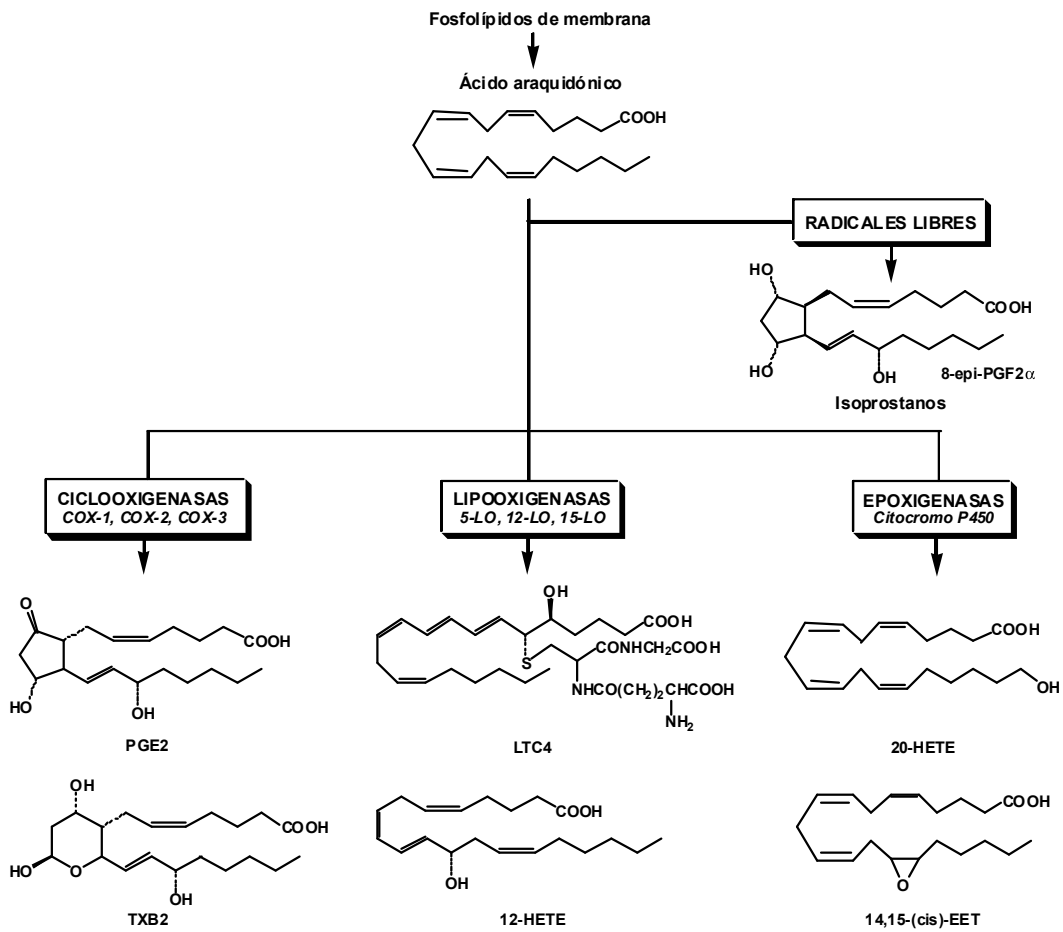 Fosfolípidos de membrana
Ácido araquidónico
COOH
RADICALES LIBRES
HO
COOH
HO
OH
8-epi-PGF2α
Isoprostanos
CICLOOXIGENASAS
COX-1, COX-2, COX-3
LIPOOXIGENASAS
5-LO, 12-LO, 15-LO
EPOXIGENASAS
Citocromo P450
O
COOH
HO
OH
PGE2
OH
COOH
S
CONHCH2COOH
NHCO(CH2)2CHCOOH
NH2
LTC4
COOH
OH
20-HETE
OH
COOH
HO
O
OH
TXB2
COOH
OH
12-HETE
COOH
O
14,15-(cis)-EET